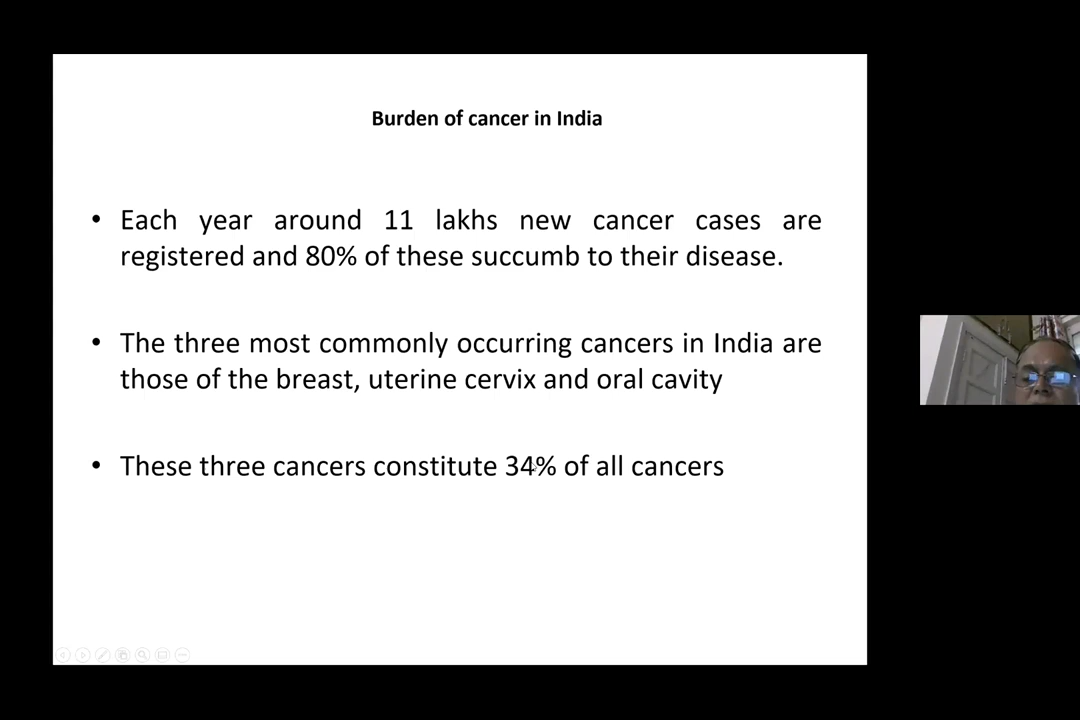 Burden of cancer in India
• Each year around 11 lakhs new cancer cases are
registered and 80% of these succumb to their disease.
• The three most commonly occurring cancers in India are
those of the breast, uterine cervix and oral cavity
• These three cancers constitute 34% of all cancers